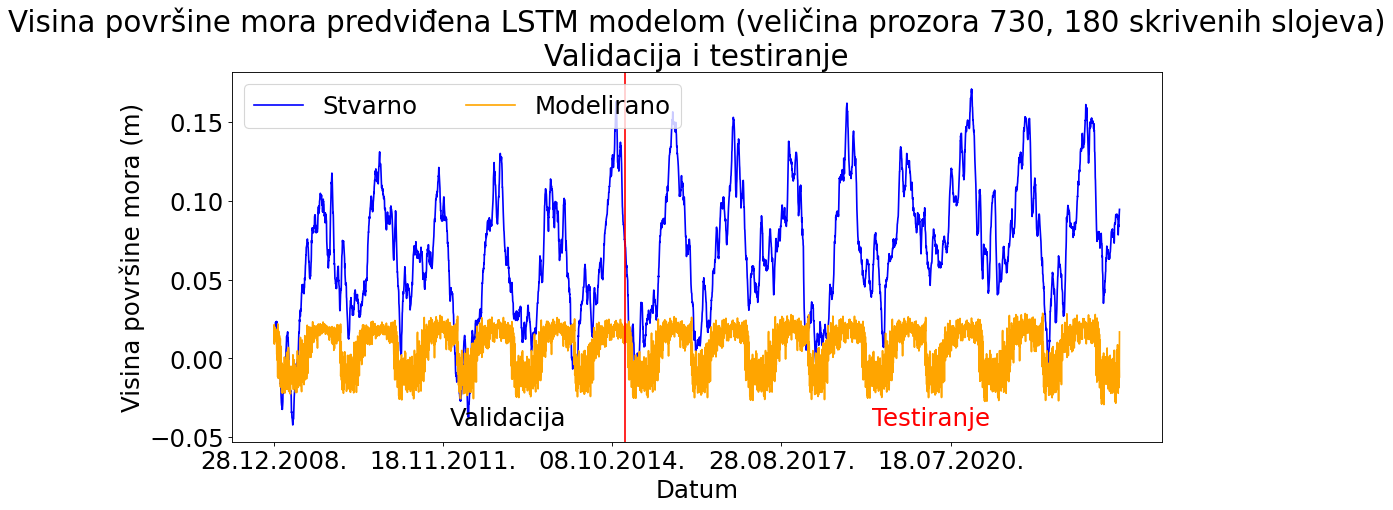 Visina površine mora predviđena LSTM modelom (veličina prozora 730, 180 skrivenih slojeva)
Validacija i testiranje
Stvarno
Modelirano
Visina površine mora (m)
0.15
0.10
0.05
0.00
−0.05
Validacija
Testiranje
28.12.2008.
18.11.2011.
08.10.2014.
28.08.2017.
18.07.2020.
Datum